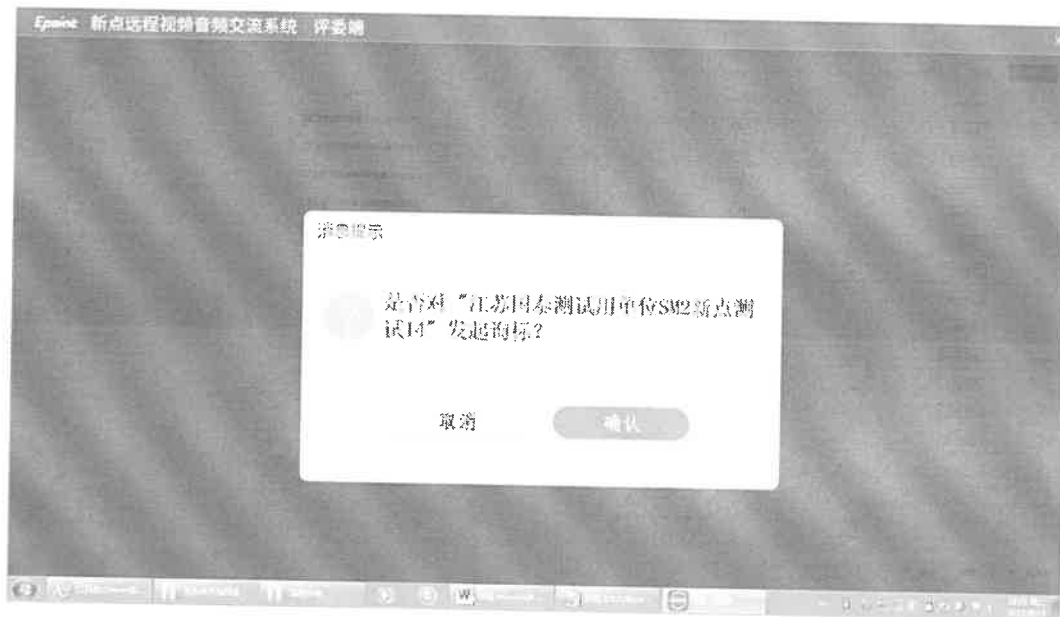 Epoint 新点远程视频音频交流系统 评委端
消息提示
是否对“江苏国泰测试用单位SM2新点测
试14”发起询标？
取消
确认